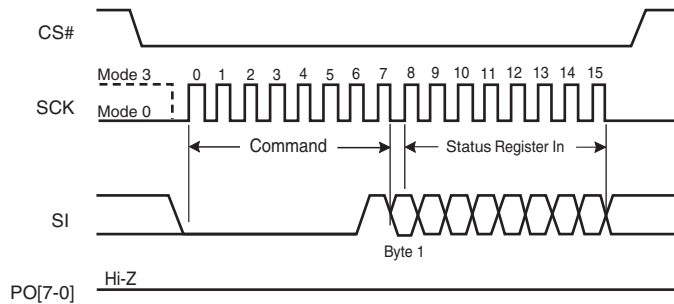 CS#
Mode 3
0 1 2 3 4 5 6 7 8 9 10 11 12 13 14 15
SCK
Mode 0
Command
Status Register In
SI
Byte 1
Hi-Z
PO[7-0]